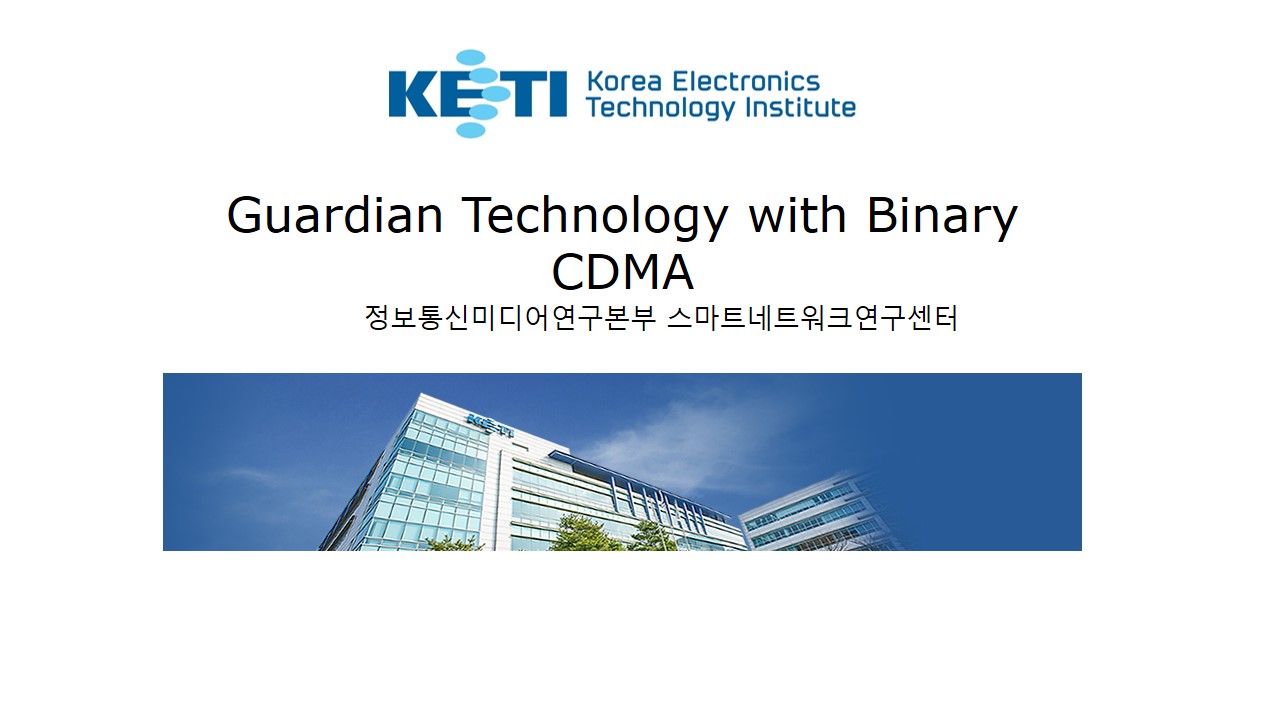 KETI Korea Electronics
Technology Institute
Guardian Technology with Binary
CDMA
정보통신미디어연구본부 스마트네트워크연구센터
KETI